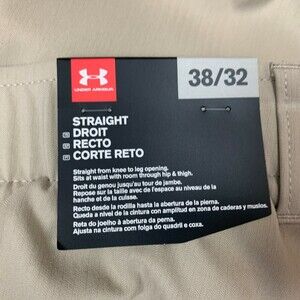 UNDER ARMOUR
38/32
STRAIGHT
DROIT
RECTO
CORTE RETO
Straight from knee to leg opening.
Sits at waist with room through hip & thigh.
Droit du genou jusqu'au tour de jambe.
Repose sur la taille avec de l'espace au niveau de la
hanche et de la cuisse.
Recto desde la rodilla hasta la abertura de la pierna.
Queda a nivel de la cintura con amplitud en zona de caderas y muslos.
Reta do joelho à abertura da perna.
Ajusta na cintura com folga do quadril e coxa.